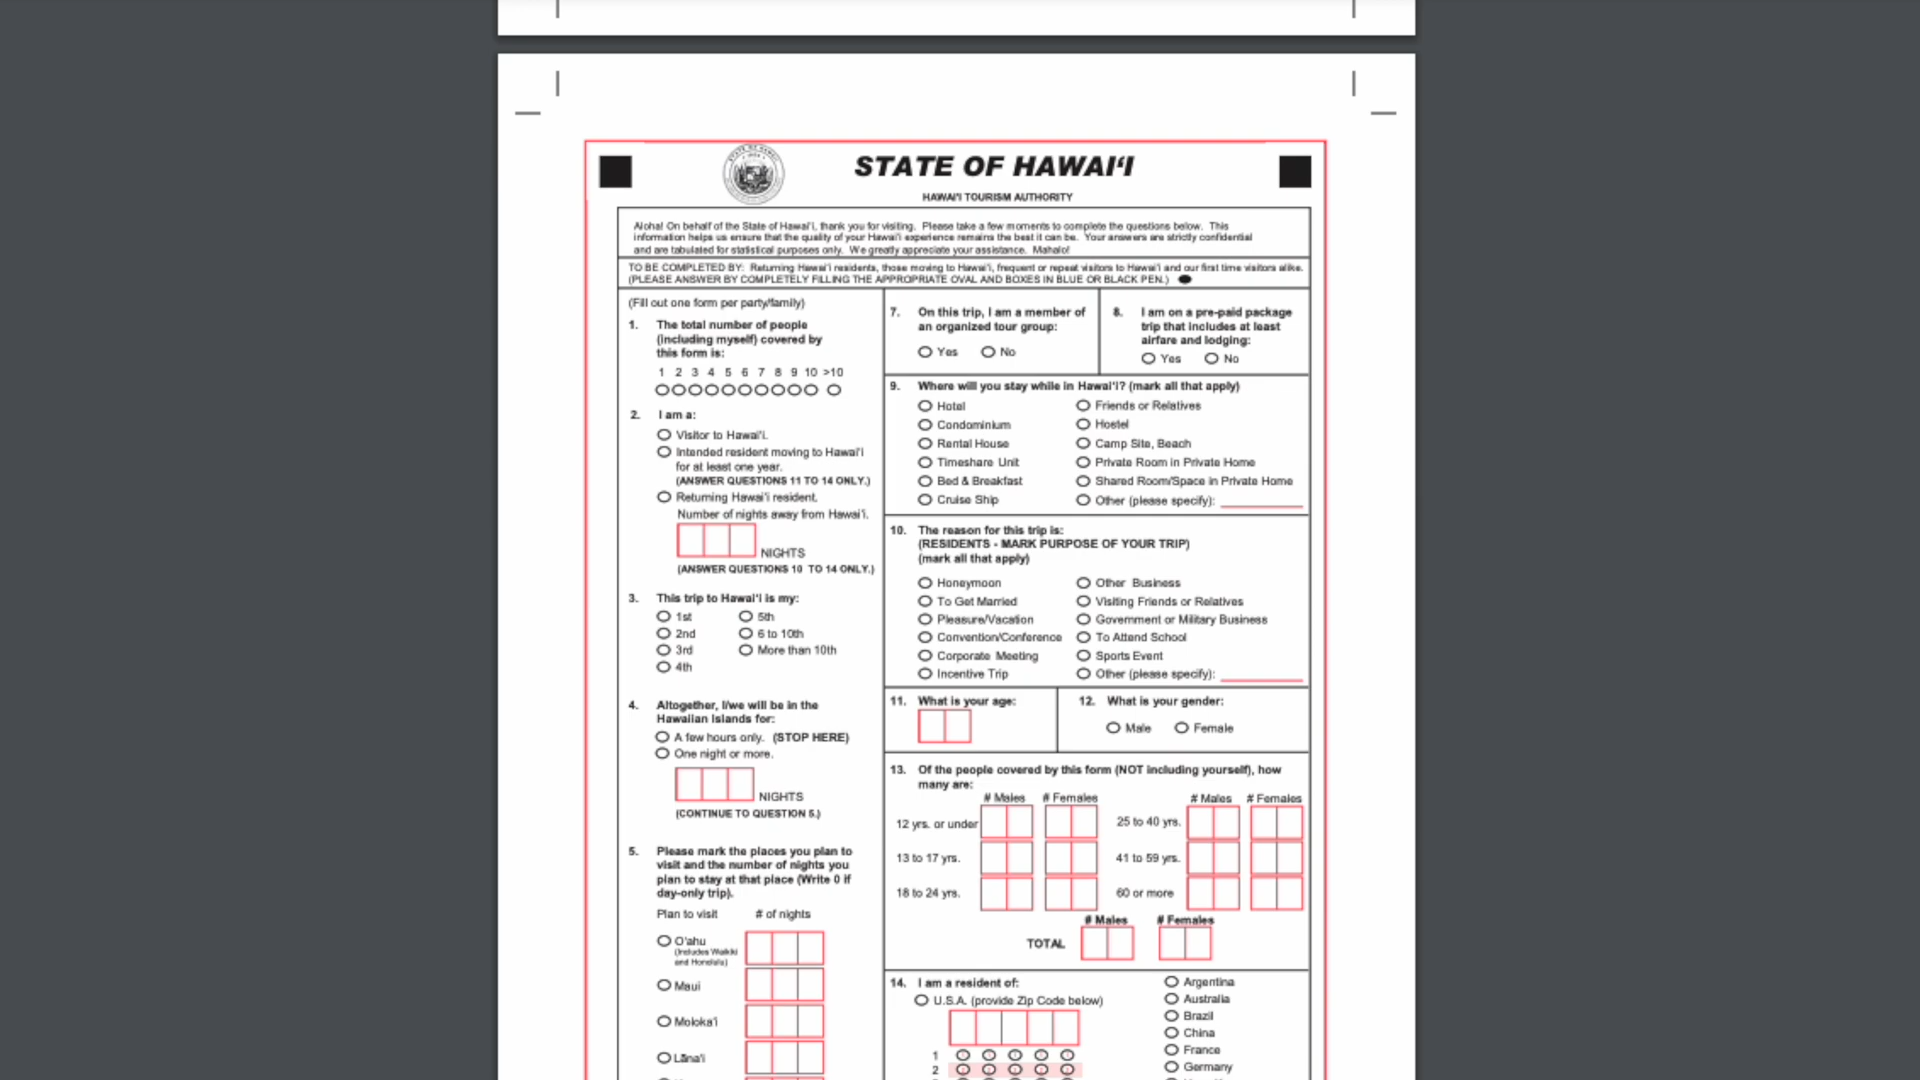 STATE OF HAWAI‘I
HAWAI‘I TOURISM AUTHORITY
Aloha! On behalf of the State of Hawai‘i, thank you for visiting. Please take a few moments to complete the questions below. This
information helps us ensure that the quality of your Hawai‘i experience remains the best it can be. Your answers are strictly confidential
and are tabulated for statistical purposes only. We greatly appreciate your assistance. Mahalo!
TO BE COMPLETED BY: Returning Hawai‘i residents, those moving to Hawai‘i, frequent or repeat visitors to Hawai‘i and our first time visitors alike.
(PLEASE ANSWER BY COMPLETELY FILLING THE APPROPRIATE OVAL AND BOXES IN BLUE OR BLACK PEN.)
(Fill out one form per party/family)
1. The total number of people
(including myself) covered by
this form is:
1 2 3 4 5 6 7 8 9 10 >10
2. I am a:
Visitor to Hawai‘i.
Intended resident moving to Hawai‘i
for at least one year.
(ANSWER QUESTIONS 11 TO 14 ONLY.)
Returning Hawai‘i resident.
Number of nights away from Hawai‘i.
NIGHTS
(ANSWER QUESTIONS 10 TO 14 ONLY.)
3. This trip to Hawai‘i is my:
1st 5th
2nd 6 to 10th
3rd More than 10th
4th
4. Altogether, I/we will be in the
Hawaiian Islands for:
A few hours only. (STOP HERE)
One night or more.
NIGHTS
(CONTINUE TO QUESTION 5.)
5. Please mark the places you plan to
visit and the number of nights you
plan to stay at that place (Write 0 if
day-only trip).
Plan to visit # of nights
O‘ahu
(includes Waikiki
and Honolulu)
Maui
Moloka‘i
Lāna‘i
7. On this trip, I am a member of
an organized tour group:
Yes No
8. I am on a pre-paid package
trip that includes at least
airfare and lodging:
Yes No
9. Where will you stay while in Hawai‘i? (mark all that apply)
Hotel Friends or Relatives
Condominium Hostel
Rental House Camp Site, Beach
Timeshare Unit Private Room in Private Home
Bed & Breakfast Shared Room/Space in Private Home
Cruise Ship Other (please specify):
10. The reason for this trip is:
(RESIDENTS - MARK PURPOSE OF YOUR TRIP)
(mark all that apply)
Honeymoon Other Business
To Get Married Visiting Friends or Relatives
Pleasure/Vacation Government or Military Business
Convention/Conference To Attend School
Corporate Meeting Sports Event
Incentive Trip Other (please specify):
11. What is your age:
12. What is your gender:
Male Female
13. Of the people covered by this form (NOT including yourself), how
many are:
# Males # Females # Males # Females
12 yrs. or under 25 to 40 yrs.
13 to 17 yrs. 41 to 59 yrs.
18 to 24 yrs. 60 or more
# Males # Females
TOTAL
14. I am a resident of:
U.S.A. (provide Zip Code below)
1
2
Argentina
Australia
Brazil
China
France
Germany